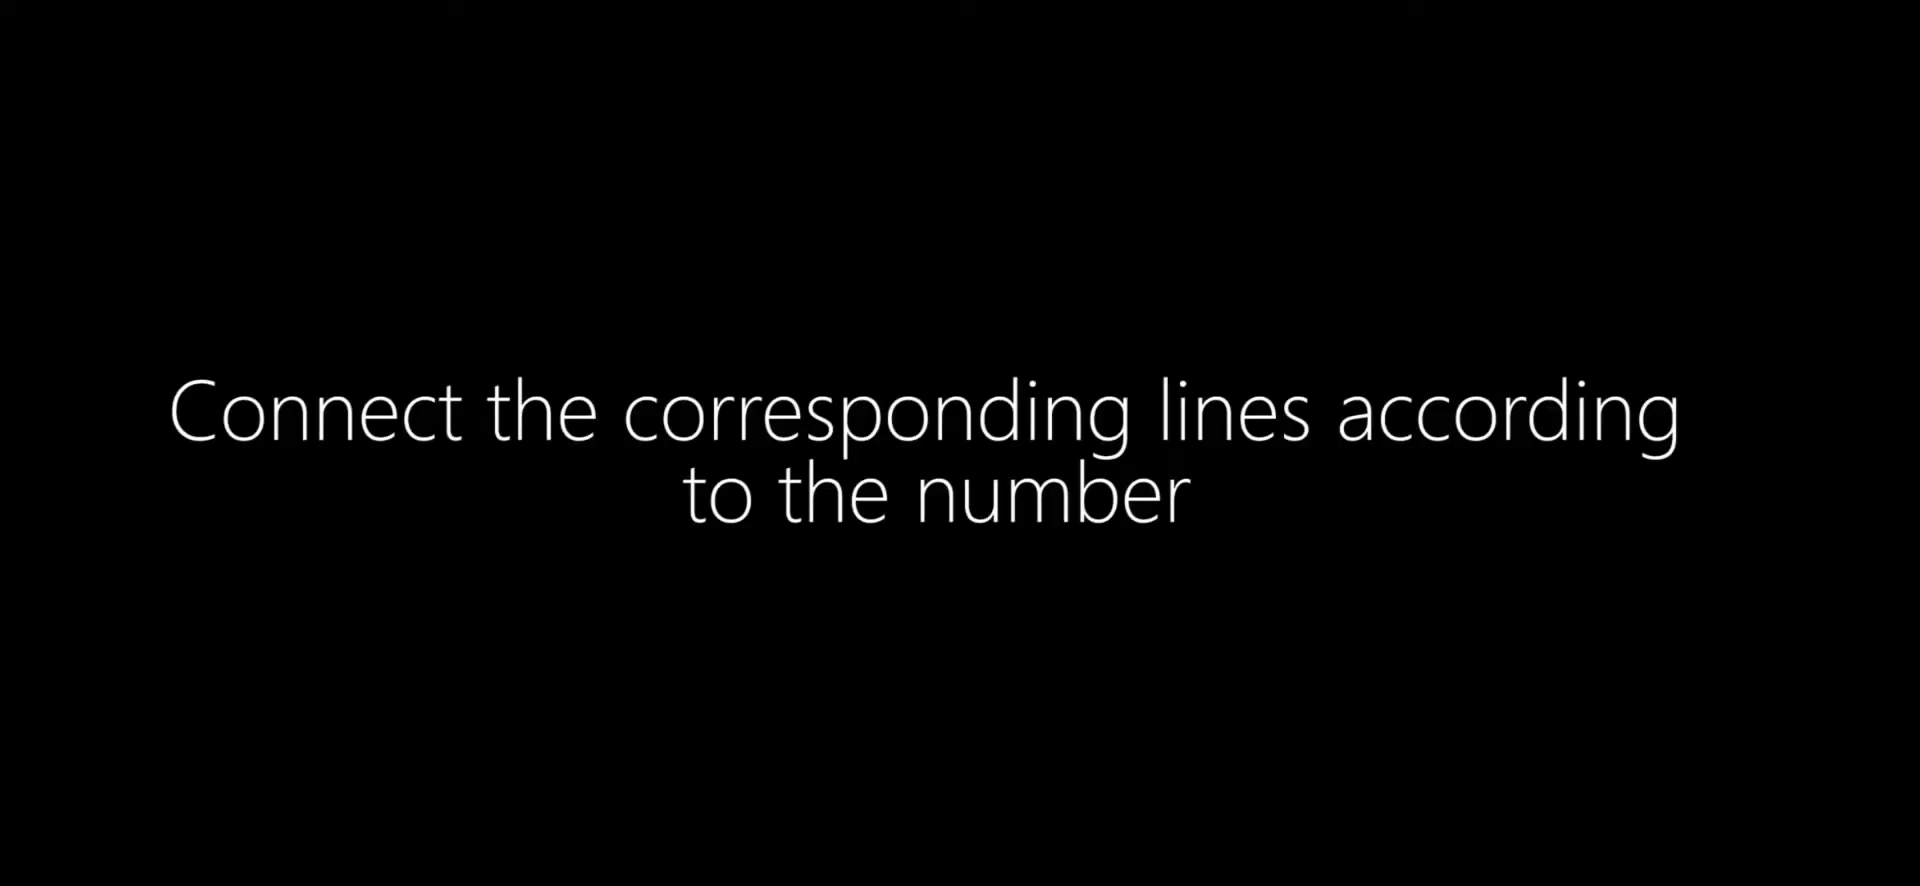 Connect the corresponding lines according
to the number